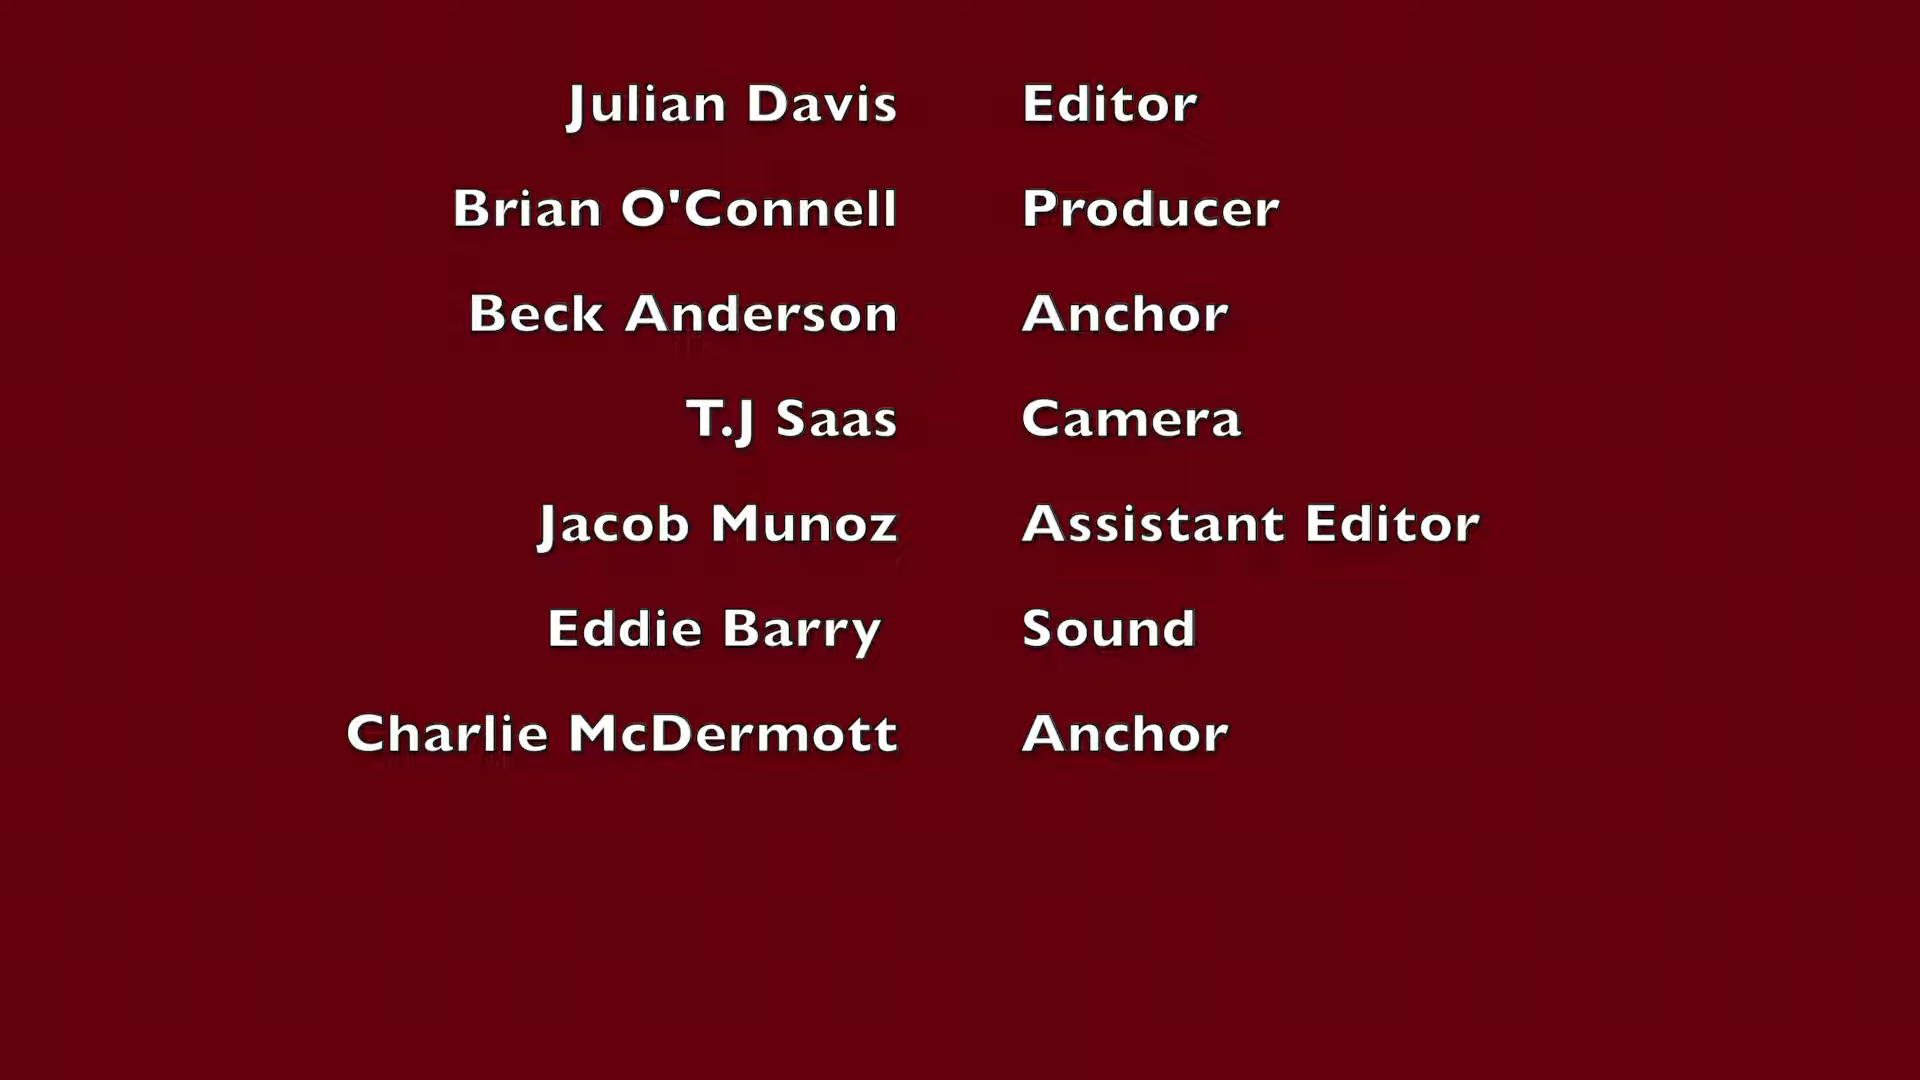 Julian Davis Editor
Brian O'Connell Producer
Beck Anderson Anchor
T.J Saas Camera
Jacob Munoz Assistant Editor
Eddie Barry Sound
Charlie McDermott Anchor